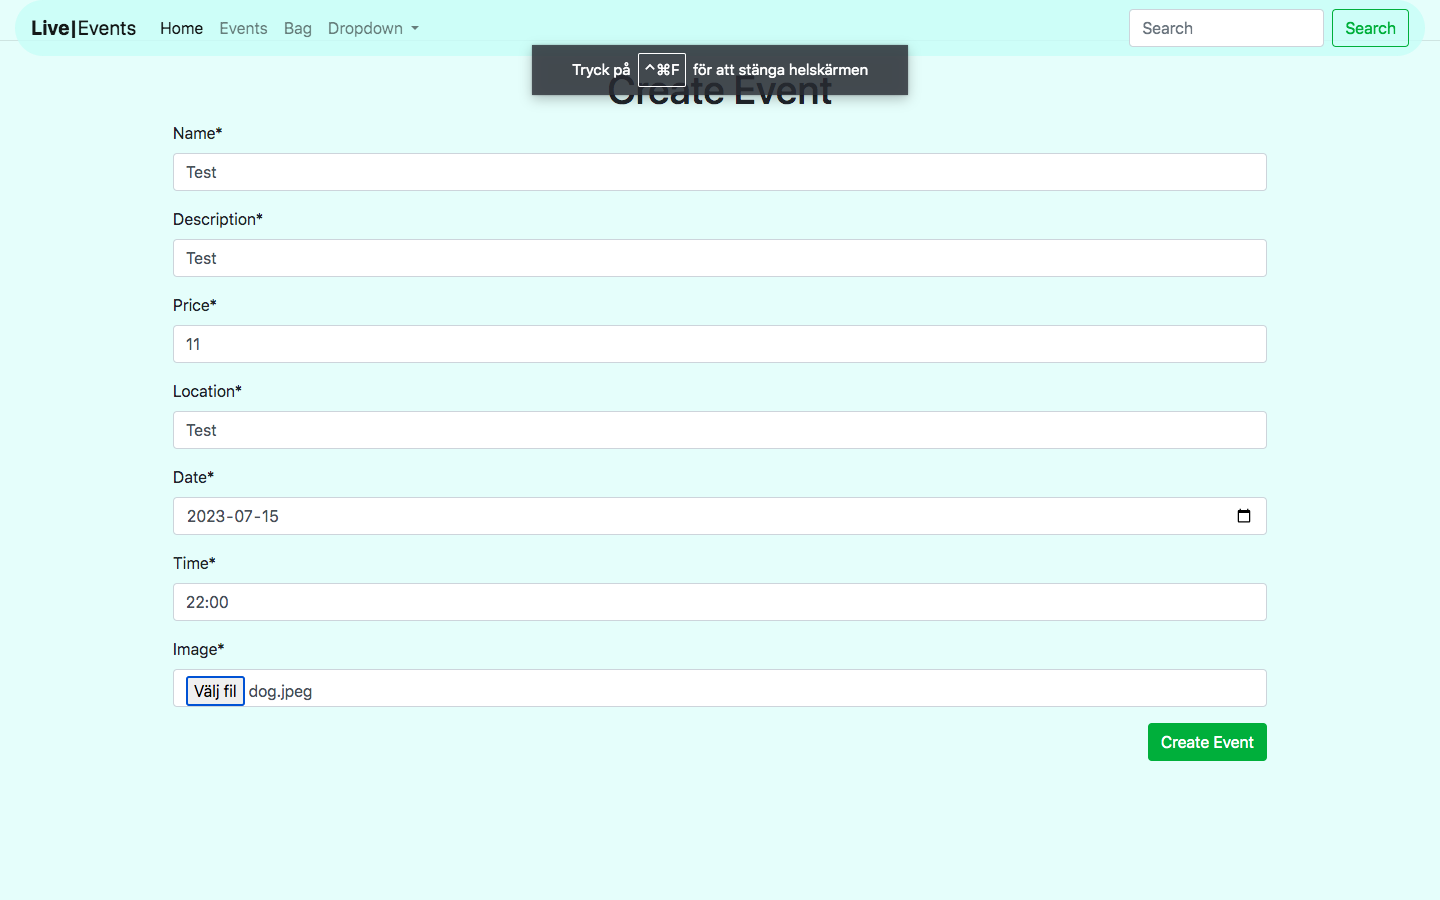 Live|Events Home Events Bag Dropdown Search Search
Tryck på ^⌘F för att stänga helskärmen
Create Event
Name*
Test
Description*
Test
Price*
11
Location*
Test
Date*
2023-07-15
Time*
22:00
Image*
Välj fil dog.jpeg
Create Event